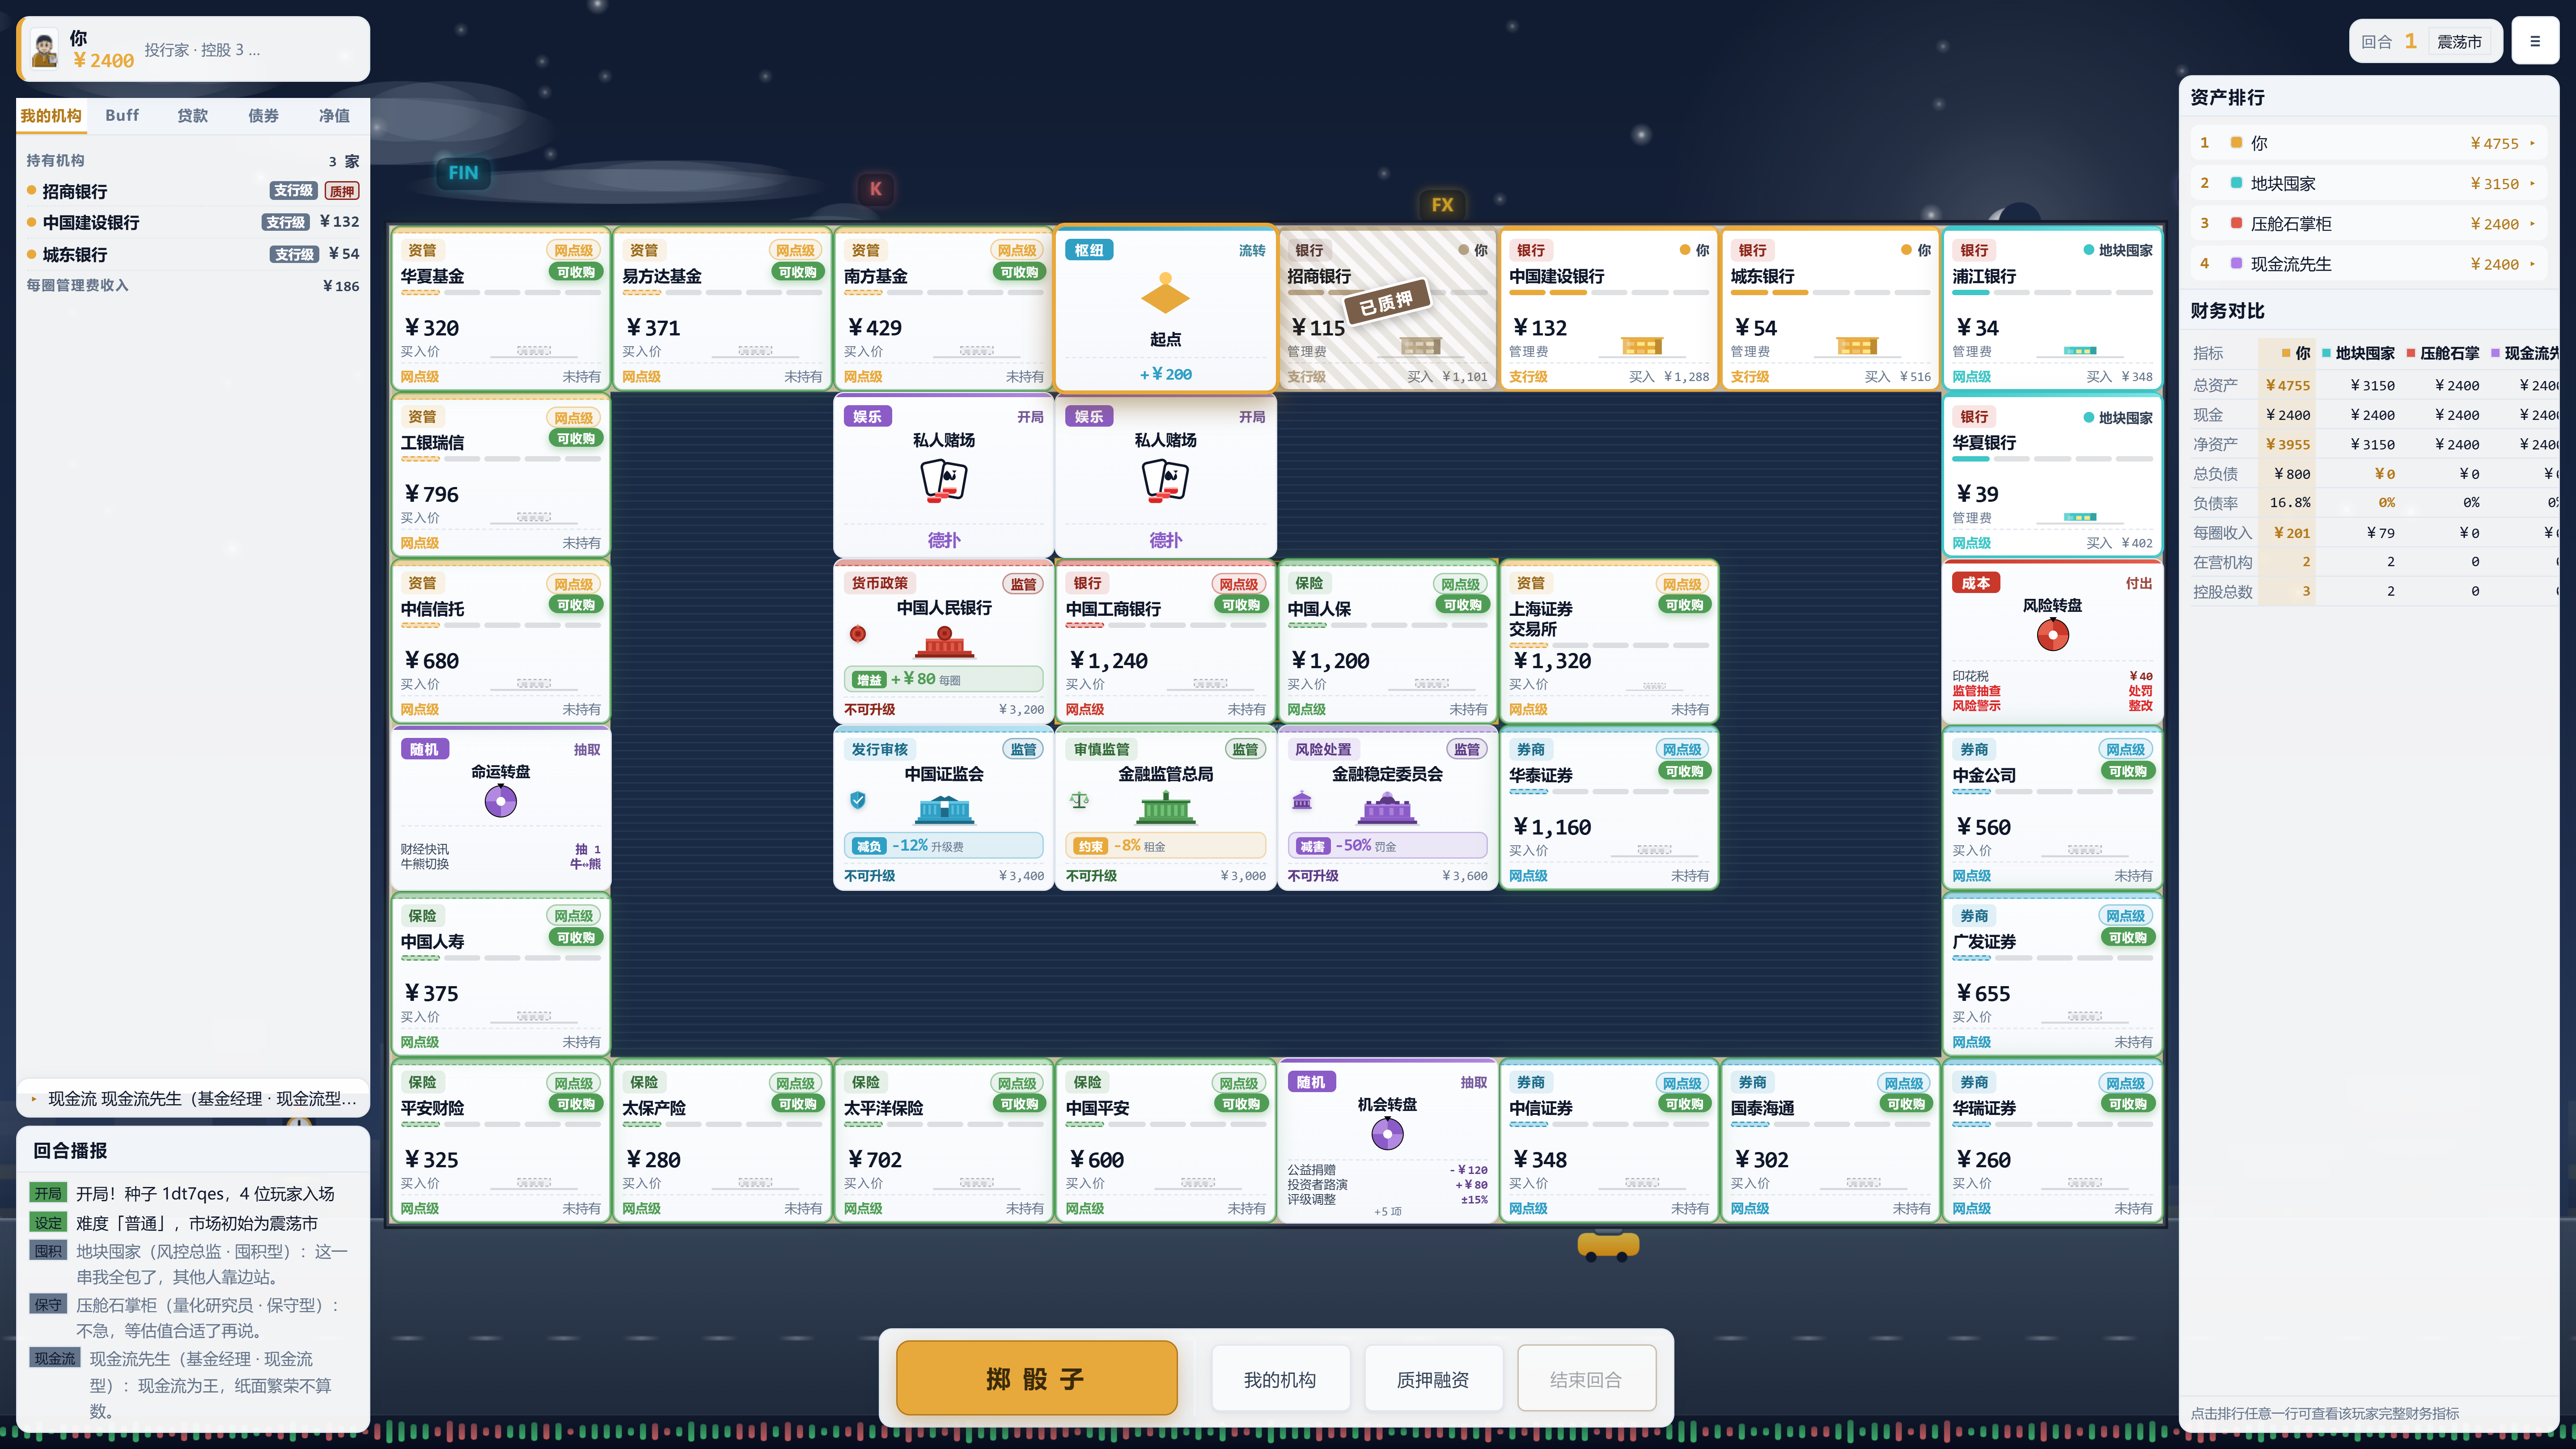 你
¥2400
投行家 · 控股 3 ...
回合 1 震荡市
我的机构 Buff 贷款 债券 净值
持有机构 3 家
招商银行 支行级 质押
中国建设银行 支行级 ¥132
城东银行 支行级 ¥54
每圈管理费收入 ¥186
FIN
K
FX
资管 网点级
华夏基金 可收购
¥320
买入价
网点级 未持有
资管 网点级
易方达基金 可收购
¥371
买入价
网点级 未持有
资管 网点级
南方基金 可收购
¥429
买入价
网点级 未持有
枢纽 流转
起点
+¥200
银行 你
招商银行
已质押
¥115
管理费
支行级 买入 ¥1,101
银行 你
中国建设银行
¥132
管理费
支行级 买入 ¥1,288
银行 你
城东银行
¥54
管理费
支行级 买入 ¥516
银行 地块囤家
浦江银行
¥34
管理费
网点级 买入 ¥348
资管 网点级
工银瑞信 可收购
¥796
买入价
网点级 未持有
娱乐 开局
私人赌场
德扑
娱乐 开局
私人赌场
德扑
银行 地块囤家
华夏银行
¥39
管理费
网点级 买入 ¥402
资管 网点级
中信信托 可收购
¥680
买入价
网点级 未持有
货币政策 监管
中国人民银行
增益 +¥80 每圈
不可升级 ¥3,200
银行 网点级
中国工商银行 可收购
¥1,240
买入价
网点级 未持有
保险 网点级
中国人保 可收购
¥1,200
买入价
网点级 未持有
资管 网点级
上海证券 可收购
交易所
¥1,320
买入价
网点级 未持有
成本 付出
风险转盘
印花税 ¥40
监管抽查 处罚
风险警示 整改
随机 抽取
命运转盘
财经快讯 抽 1
牛熊切换 牛↔熊
发行审核 监管
中国证监会
减负 -12% 升级费
不可升级 ¥3,400
审慎监管 监管
金融监管总局
约束 -8% 租金
不可升级 ¥3,000
风险处置 监管
金融稳定委员会
减害 -50% 罚金
不可升级 ¥3,600
券商 网点级
华泰证券 可收购
¥1,160
买入价
网点级 未持有
券商 网点级
中金公司 可收购
¥560
买入价
网点级 未持有
保险 网点级
中国人寿 可收购
¥375
买入价
网点级 未持有
券商 网点级
广发证券 可收购
¥655
买入价
网点级 未持有
保险 网点级
平安财险 可收购
¥325
买入价
网点级 未持有
保险 网点级
太保产险 可收购
¥280
买入价
网点级 未持有
保险 网点级
太平洋保险 可收购
¥702
买入价
网点级 未持有
保险 网点级
中国平安 可收购
¥600
买入价
网点级 未持有
随机 抽取
机会转盘
公益捐赠 -¥120
投资者路演 +¥80
评级调整 ±15%
+5 项
券商 网点级
中信证券 可收购
¥348
买入价
网点级 未持有
券商 网点级
国泰海通 可收购
¥302
买入价
网点级 未持有
券商 网点级
华瑞证券 可收购
¥260
买入价
网点级 未持有
现金流 现金流先生（基金经理 · 现金流型...
回合播报
开局 开局！种子 1dt7qes，4 位玩家入场
设定 难度「普通」，市场初始为震荡市
囤积 地块囤家（风控总监 · 囤积型）：这一
串我全包了，其他人靠边站。
保守 压舱石掌柜（量化研究员 · 保守型）：
不急，等估值合适了再说。
现金流 现金流先生（基金经理 · 现金流
型）：现金流为王，纸面繁荣不算
数。
掷骰子 我的机构 质押融资 结束回合
资产排行
1 你 ¥4755
2 地块囤家 ¥3150
3 压舱石掌柜 ¥2400
4 现金流先生 ¥2400
财务对比
指标 你 地块囤家 压舱石掌 现金流先
总资产 ¥4755 ¥3150 ¥2400 ¥240
现金 ¥2400 ¥2400 ¥2400 ¥240
净资产 ¥3955 ¥3150 ¥2400 ¥240
总负债 ¥800 ¥0 ¥0 ¥
负债率 16.8% 0% 0% 0%
每圈收入 ¥201 ¥79 ¥0 ¥
在营机构 2 2 0
控股总数 3 2 0
点击排行任意一行可查看该玩家完整财务指标